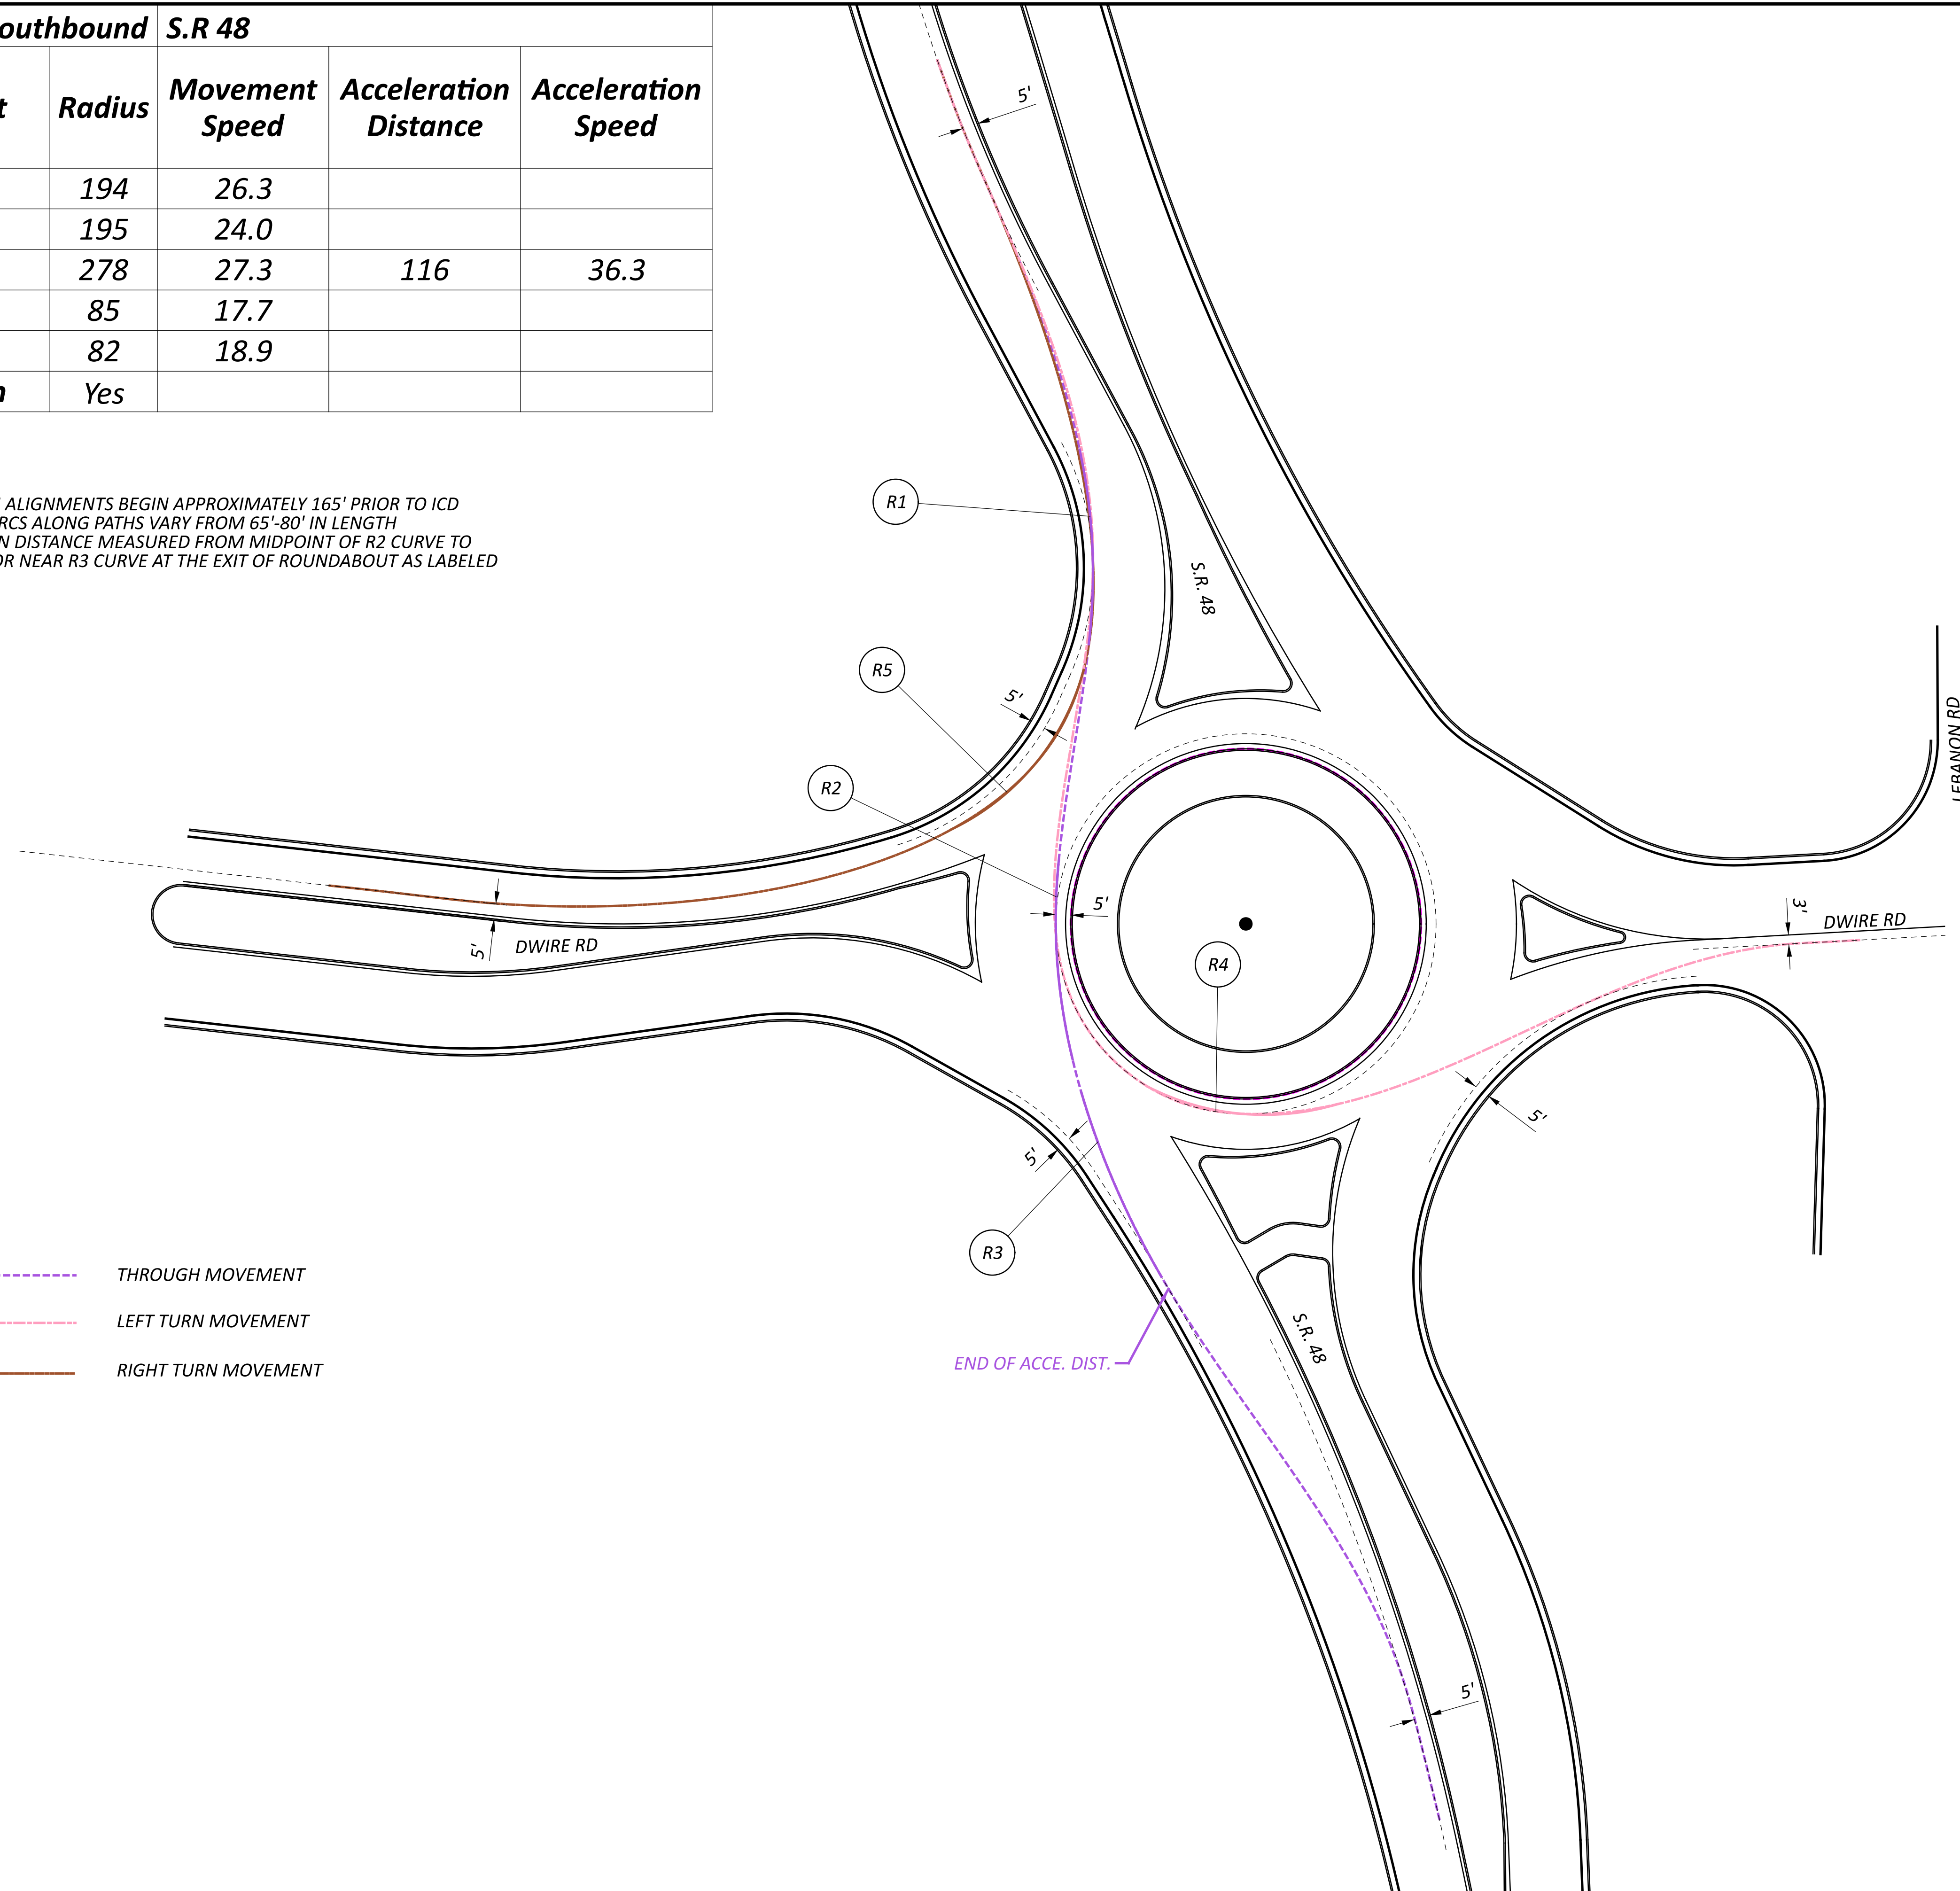 outhbound S.R 48
t Radius Movement Speed Acceleration Distance Acceleration Speed
194 26.3
195 24.0
278 27.3 116 36.3
85 17.7
82 18.9
n Yes
ALIGNMENTS BEGIN APPROXIMATELY 165' PRIOR TO ICD
RCS ALONG PATHS VARY FROM 65'-80' IN LENGTH
N DISTANCE MEASURED FROM MIDPOINT OF R2 CURVE TO
OR NEAR R3 CURVE AT THE EXIT OF ROUNDABOUT AS LABELED
5'
R1
S.R. 48
R5
5'
R2
LEBANON RD
5'
3'
DWIRE RD
5'
DWIRE RD
R4
5'
5'
R3
THROUGH MOVEMENT
LEFT TURN MOVEMENT
RIGHT TURN MOVEMENT
S.R. 48
END OF ACCE. DIST.
5'